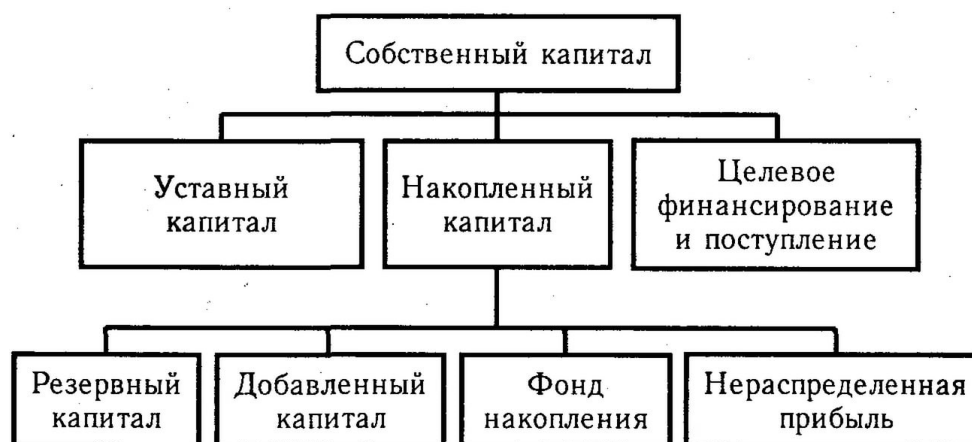 Собственный капитал
Уставный
капитал
Накопленный
капитал
Целевое
финансирование
и поступление
Резервный
капитал
Добавленный
капитал
Фонд
накопления
Нераспределенная
прибыль